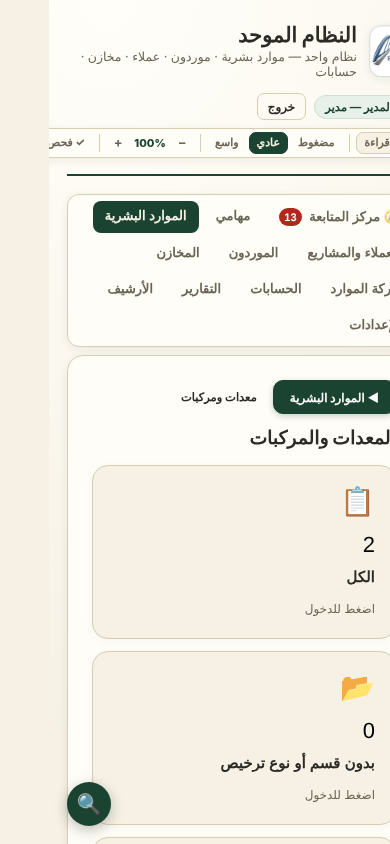 النظام الموحد
نظام واحد — موارد بشرية · موردون · عملاء · مخازن ·
حسابات
المدير — مدير
خروج
قراءة
مضغوط
عادي
واسع
− 100% +
✓ فحص
مركز المتابعة 13
مهامي
الموارد البشرية
عملاء والمشاريع
الموردون
المخازن
ركة الموارد
الحسابات
التقارير
الأرشيف
إعدادات
◀ الموارد البشرية
معدات ومركبات
المعدات والمركبات
2
الكل
اضغط للدخول
0
بدون قسم أو نوع ترخيص
اضغط للدخول